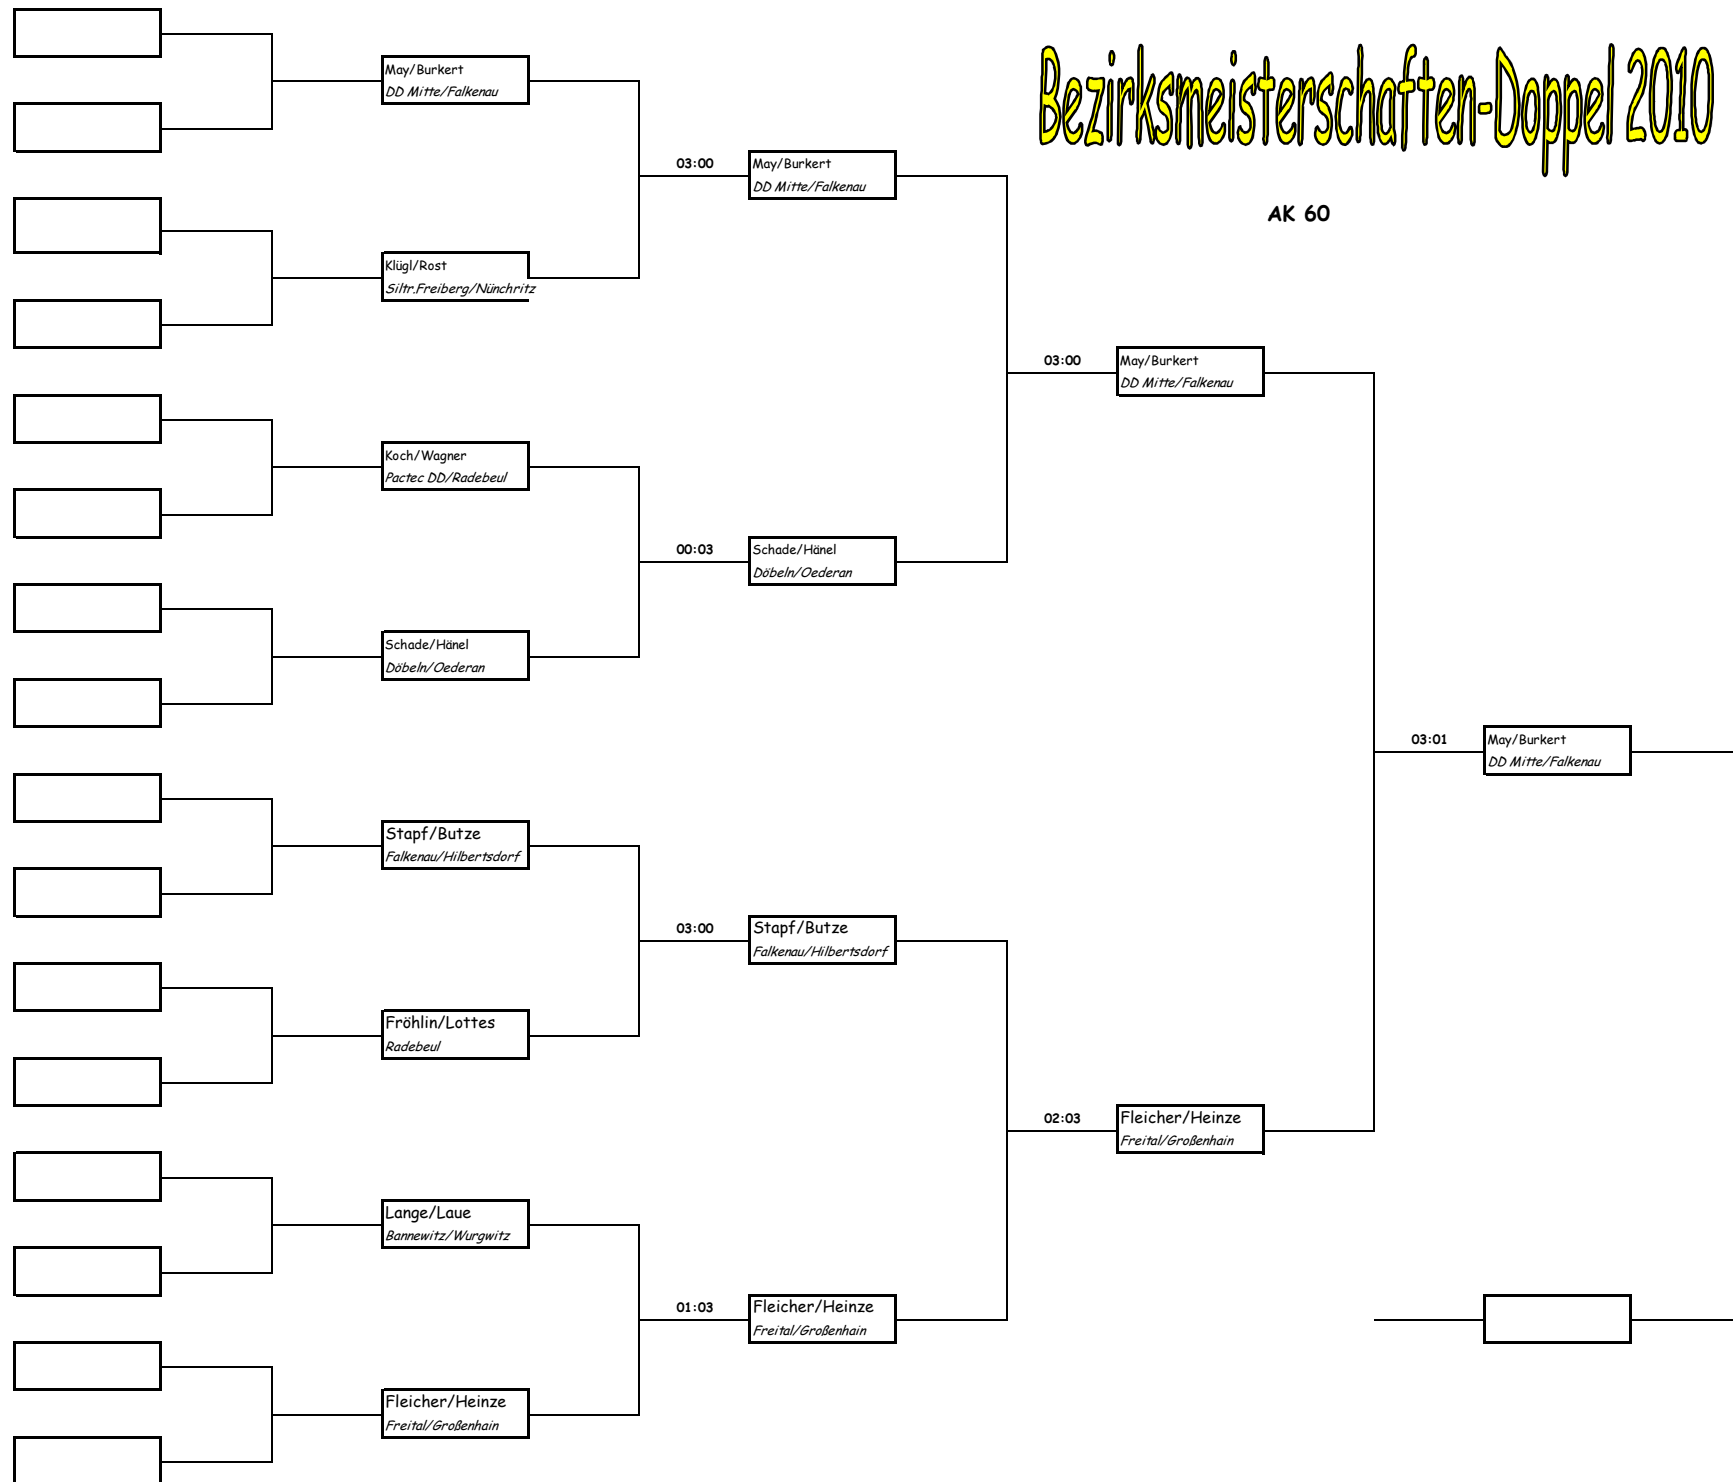 Bezirksmeisterschaften-Doppel 2010
AK 60
May/Burkert
DD Mitte/Falkenau
Klügl/Rost
Siltr.Freiberg/Nünchritz
Koch/Wagner
Pactec DD/Radebeul
Schade/Hänel
Döbeln/Oederan
Stapf/Butze
Falkenau/Hilbertsdorf
Fröhlin/Lottes
Radebeul
Lange/Laue
Bannewitz/Wurgwitz
Fleicher/Heinze
Freital/Großenhain
03:00
May/Burkert
DD Mitte/Falkenau
00:03
Schade/Hänel
Döbeln/Oederan
03:00
Stapf/Butze
Falkenau/Hilbertsdorf
01:03
Fleicher/Heinze
Freital/Großenhain
03:00
May/Burkert
DD Mitte/Falkenau
02:03
Fleicher/Heinze
Freital/Großenhain
03:01
May/Burkert
DD Mitte/Falkenau